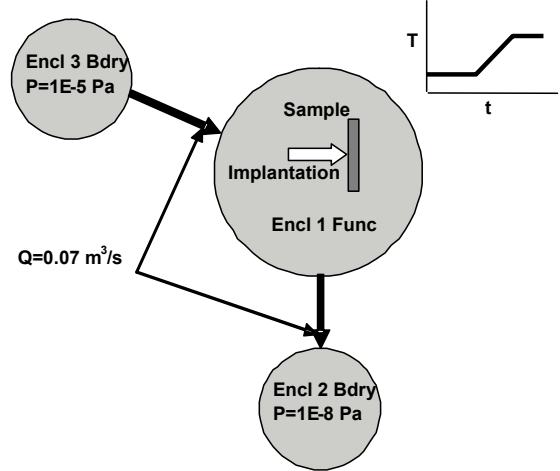 Encl 3 Bdry
P=1E-5 Pa
T
t
Sample
Implantation
Encl 1 Func
Q=0.07 m³/s
Encl 2 Bdry
P=1E-8 Pa